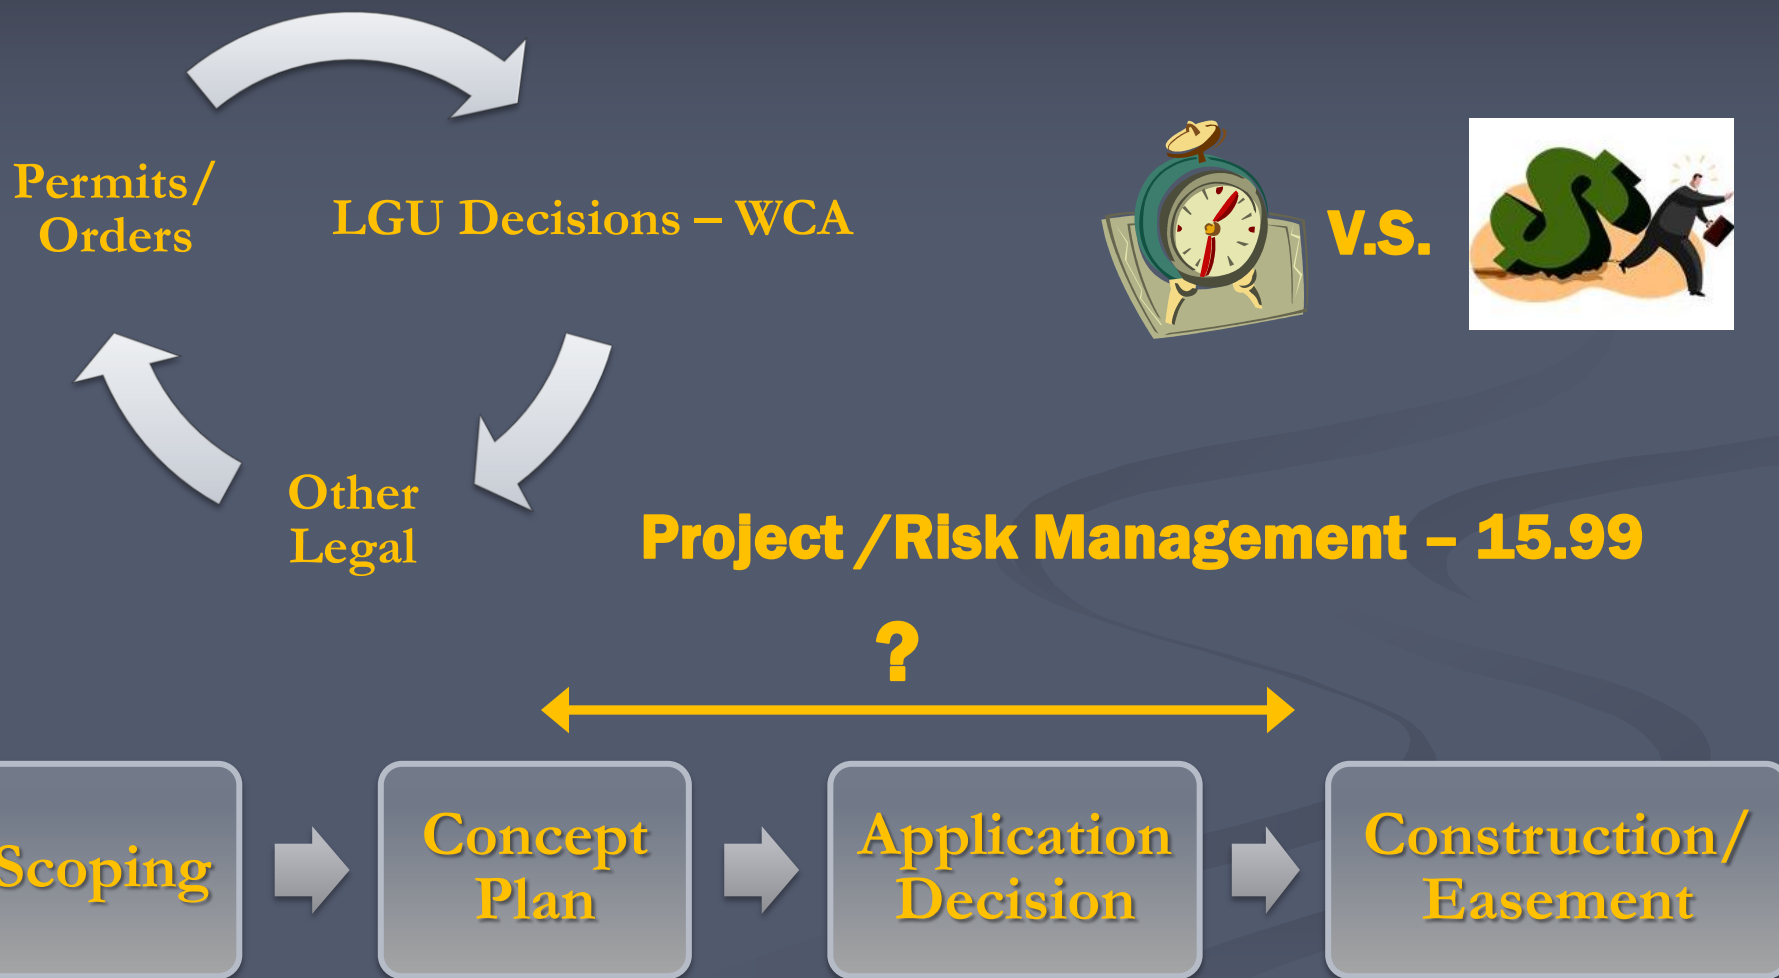 Permits/
Orders
LGU Decisions – WCA
V.S.
Other
Legal
Project /Risk Management – 15.99
?
Scoping
Concept
Plan
Application
Decision
Construction/
Easement